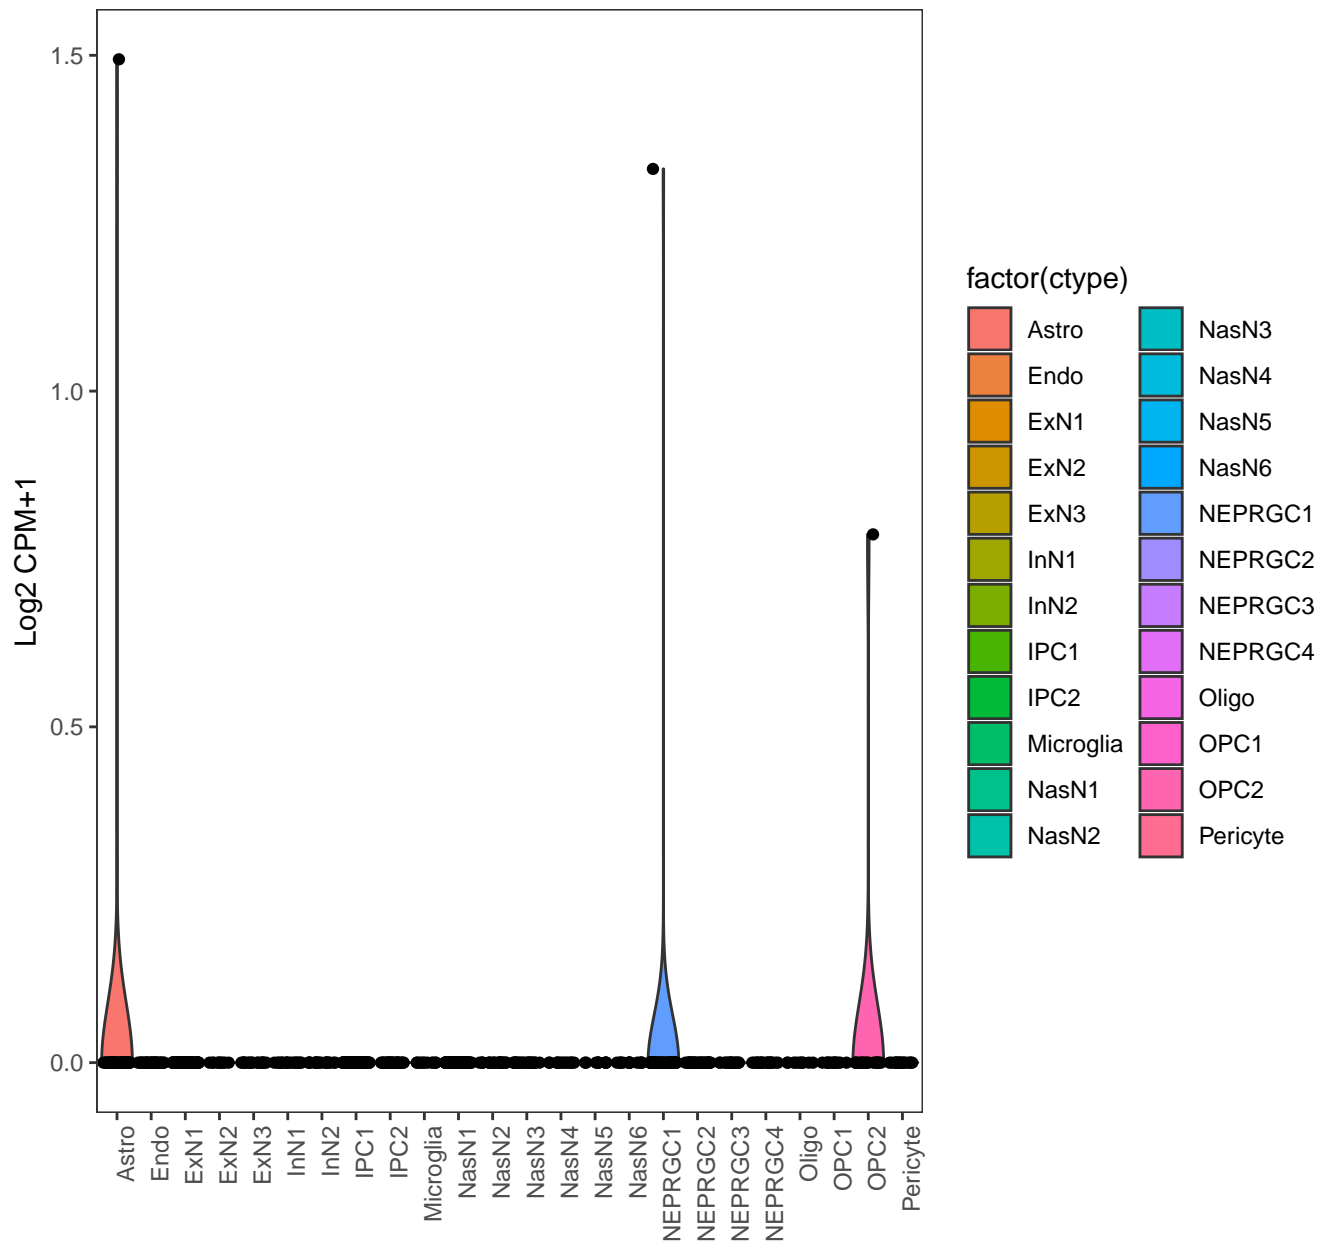 1.5
1.0
0.5
0.0
Log2 CPM+1
Astro
Endo
ExN1
ExN2
ExN3
InN1
InN2
IPC1
IPC2
Microglia
NasN1
NasN2
NasN3
NasN4
NasN5
NasN6
NEPRGC1
NEPRGC2
NEPRGC3
NEPRGC4
Oligo
OPC1
OPC2
Pericyte
factor(ctype)
Astro
Endo
ExN1
ExN2
ExN3
InN1
InN2
IPC1
IPC2
Microglia
NasN1
NasN2
NasN3
NasN4
NasN5
NasN6
NEPRGC1
NEPRGC2
NEPRGC3
NEPRGC4
Oligo
OPC1
OPC2
Pericyte